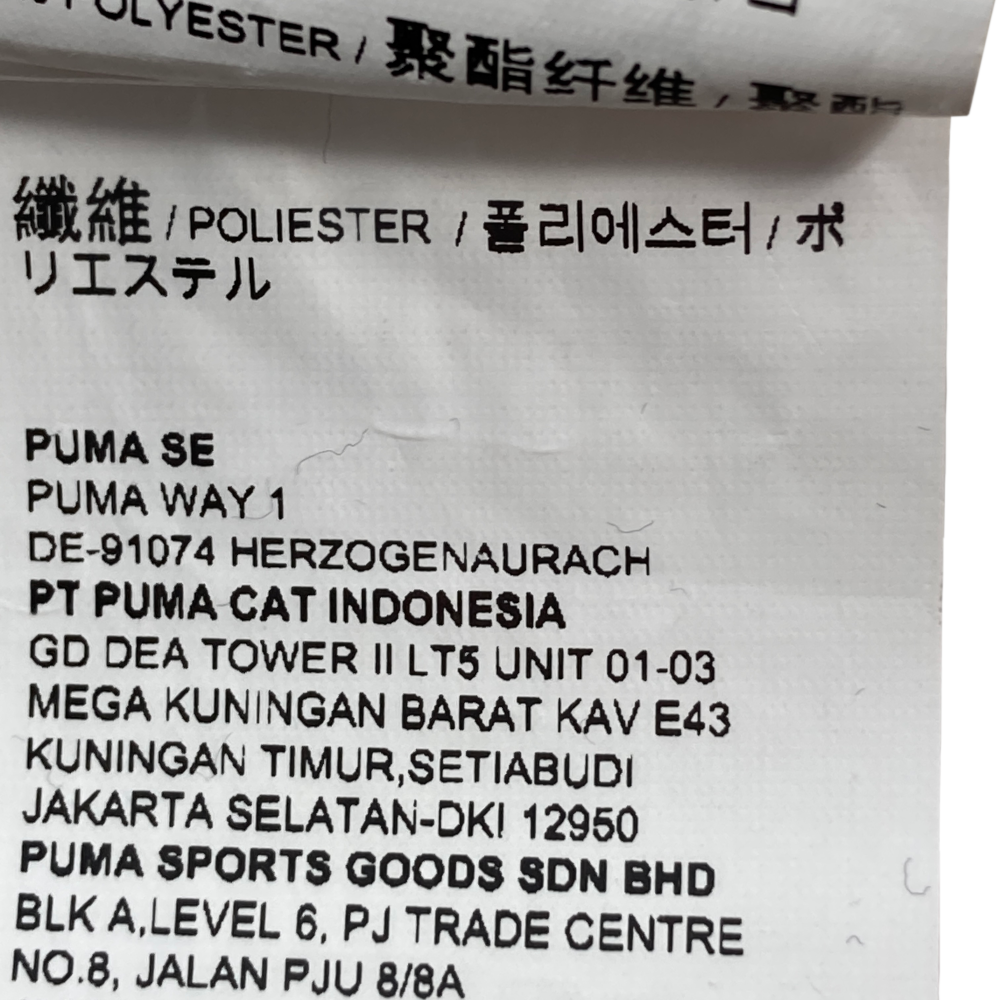 POLYESTER / 聚酯纤维 / 聚酯
纖維 / POLIESTER / 폴리에스터 / ポ
リエステル
PUMA SE
PUMA WAY 1
DE-91074 HERZOGENAURACH
PT PUMA CAT INDONESIA
GD DEA TOWER II LT5 UNIT 01-03
MEGA KUNINGAN BARAT KAV E43
KUNINGAN TIMUR,SETIABUDI
JAKARTA SELATAN-DKI 12950
PUMA SPORTS GOODS SDN BHD
BLK A,LEVEL 6, PJ TRADE CENTRE
NO.8, JALAN PJU 8/8A